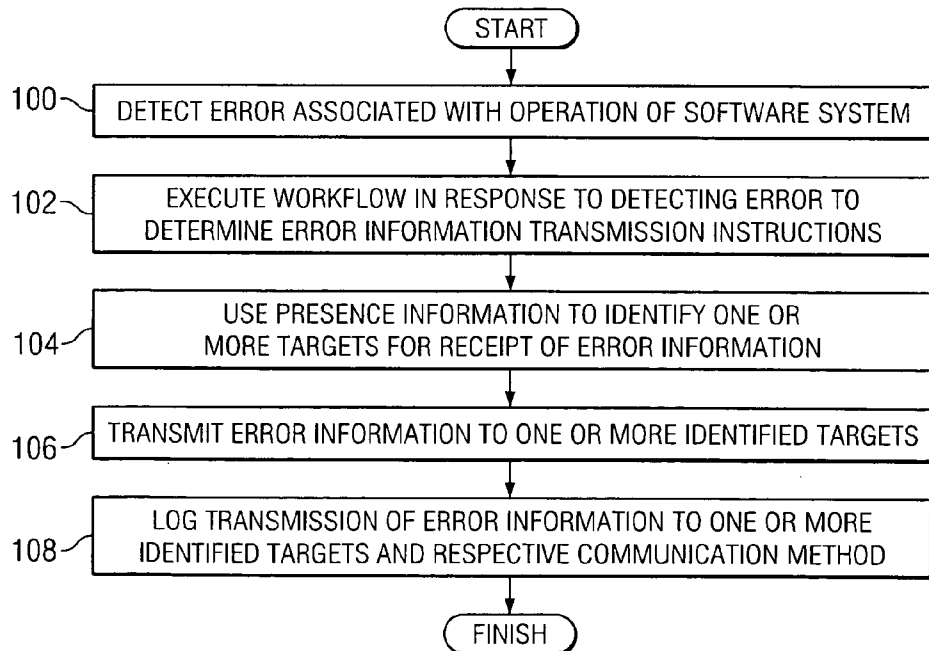 START
100
DETECT ERROR ASSOCIATED WITH OPERATION OF SOFTWARE SYSTEM
102
EXECUTE WORKFLOW IN RESPONSE TO DETECTING ERROR TO
DETERMINE ERROR INFORMATION TRANSMISSION INSTRUCTIONS
104
USE PRESENCE INFORMATION TO IDENTIFY ONE OR
MORE TARGETS FOR RECEIPT OF ERROR INFORMATION
106
TRANSMIT ERROR INFORMATION TO ONE OR MORE IDENTIFIED TARGETS
108
LOG TRANSMISSION OF ERROR INFORMATION TO ONE OR MORE
IDENTIFIED TARGETS AND RESPECTIVE COMMUNICATION METHOD
FINISH